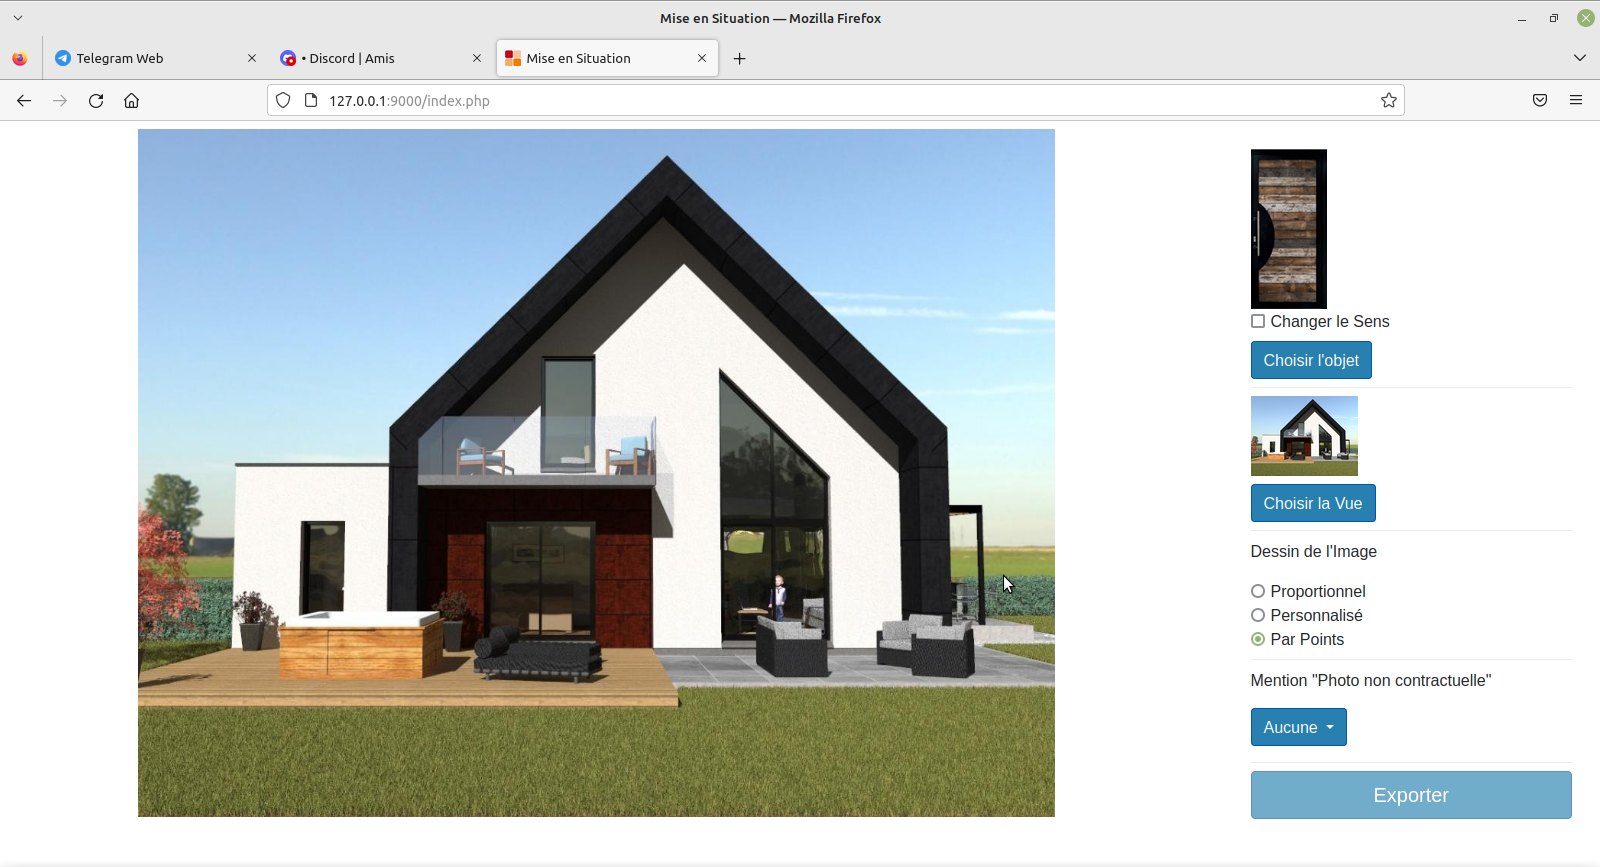 Mise en Situation — Mozilla Firefox
Telegram Web
• Discord | Amis
Mise en Situation
127.0.0.1:9000/index.php
Changer le Sens
Choisir l'objet
Choisir la Vue
Dessin de l'Image
Proportionnel
Personnalisé
Par Points
Mention "Photo non contractuelle"
Aucune
Exporter